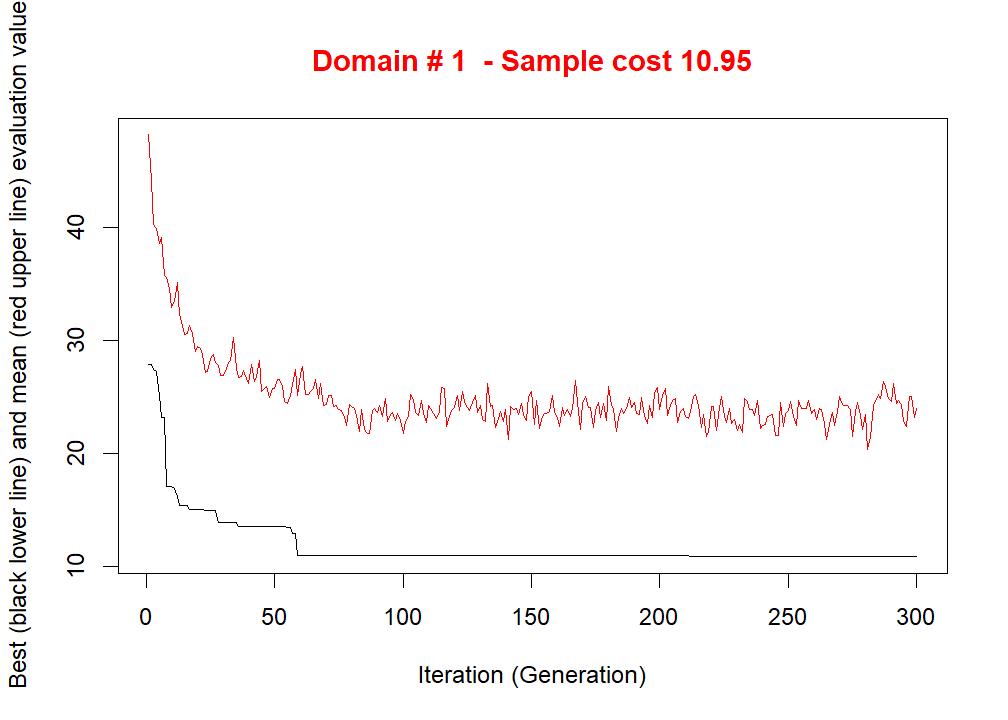 Domain # 1  - Sample cost 10.95
Best (black lower line) and mean (red upper line) evaluation value
40
30
20
10
0 50 100 150 200 250 300
Iteration (Generation)